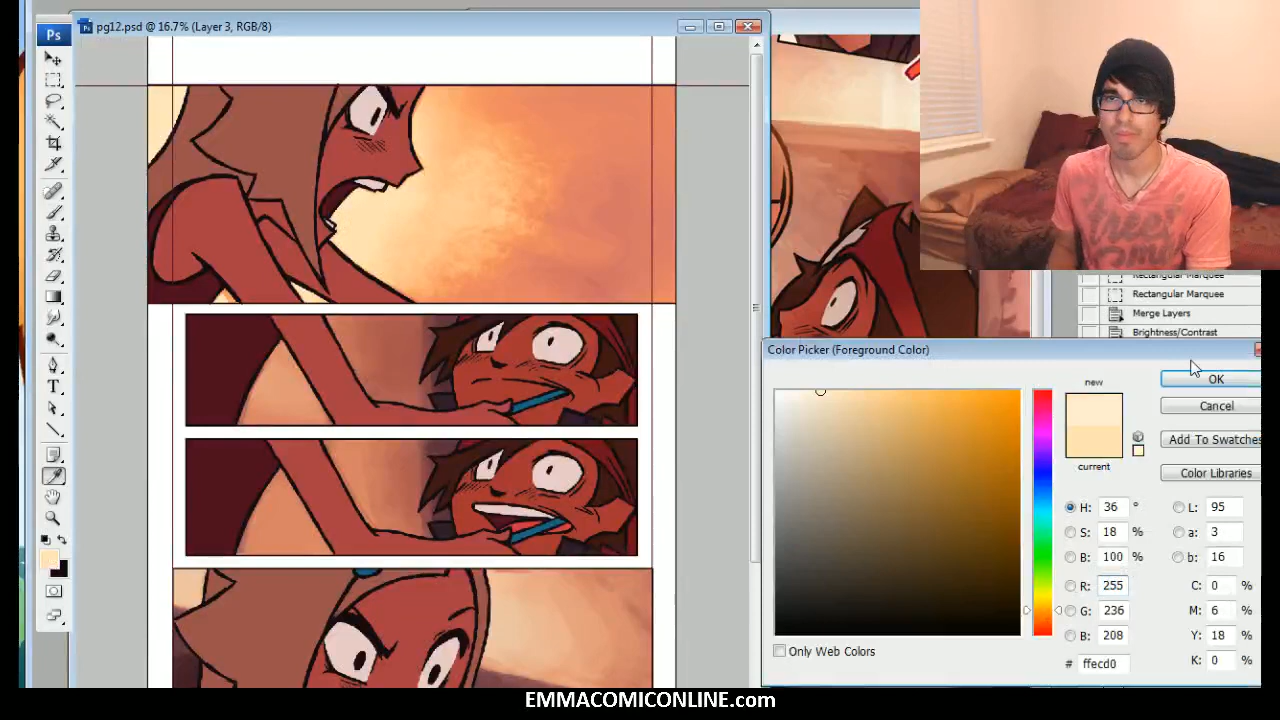 Ps
pg12.psd @ 16.7% (Layer 3, RGB/8)
Rectangular Marquee
Rectangular Marquee
Merge Layers
Brightness/Contrast
Color Picker (Foreground Color)
new
current
OK
Cancel
Add To Swatches
Color Libraries
H: 36 °
S: 18 %
B: 100 %
R: 255
G: 236
B: 208
# ffecd0
L: 95
a: 3
b: 16
C: 0 %
M: 6 %
Y: 18 %
K: 0 %
Only Web Colors
T
EMMACOMICONLINE.com